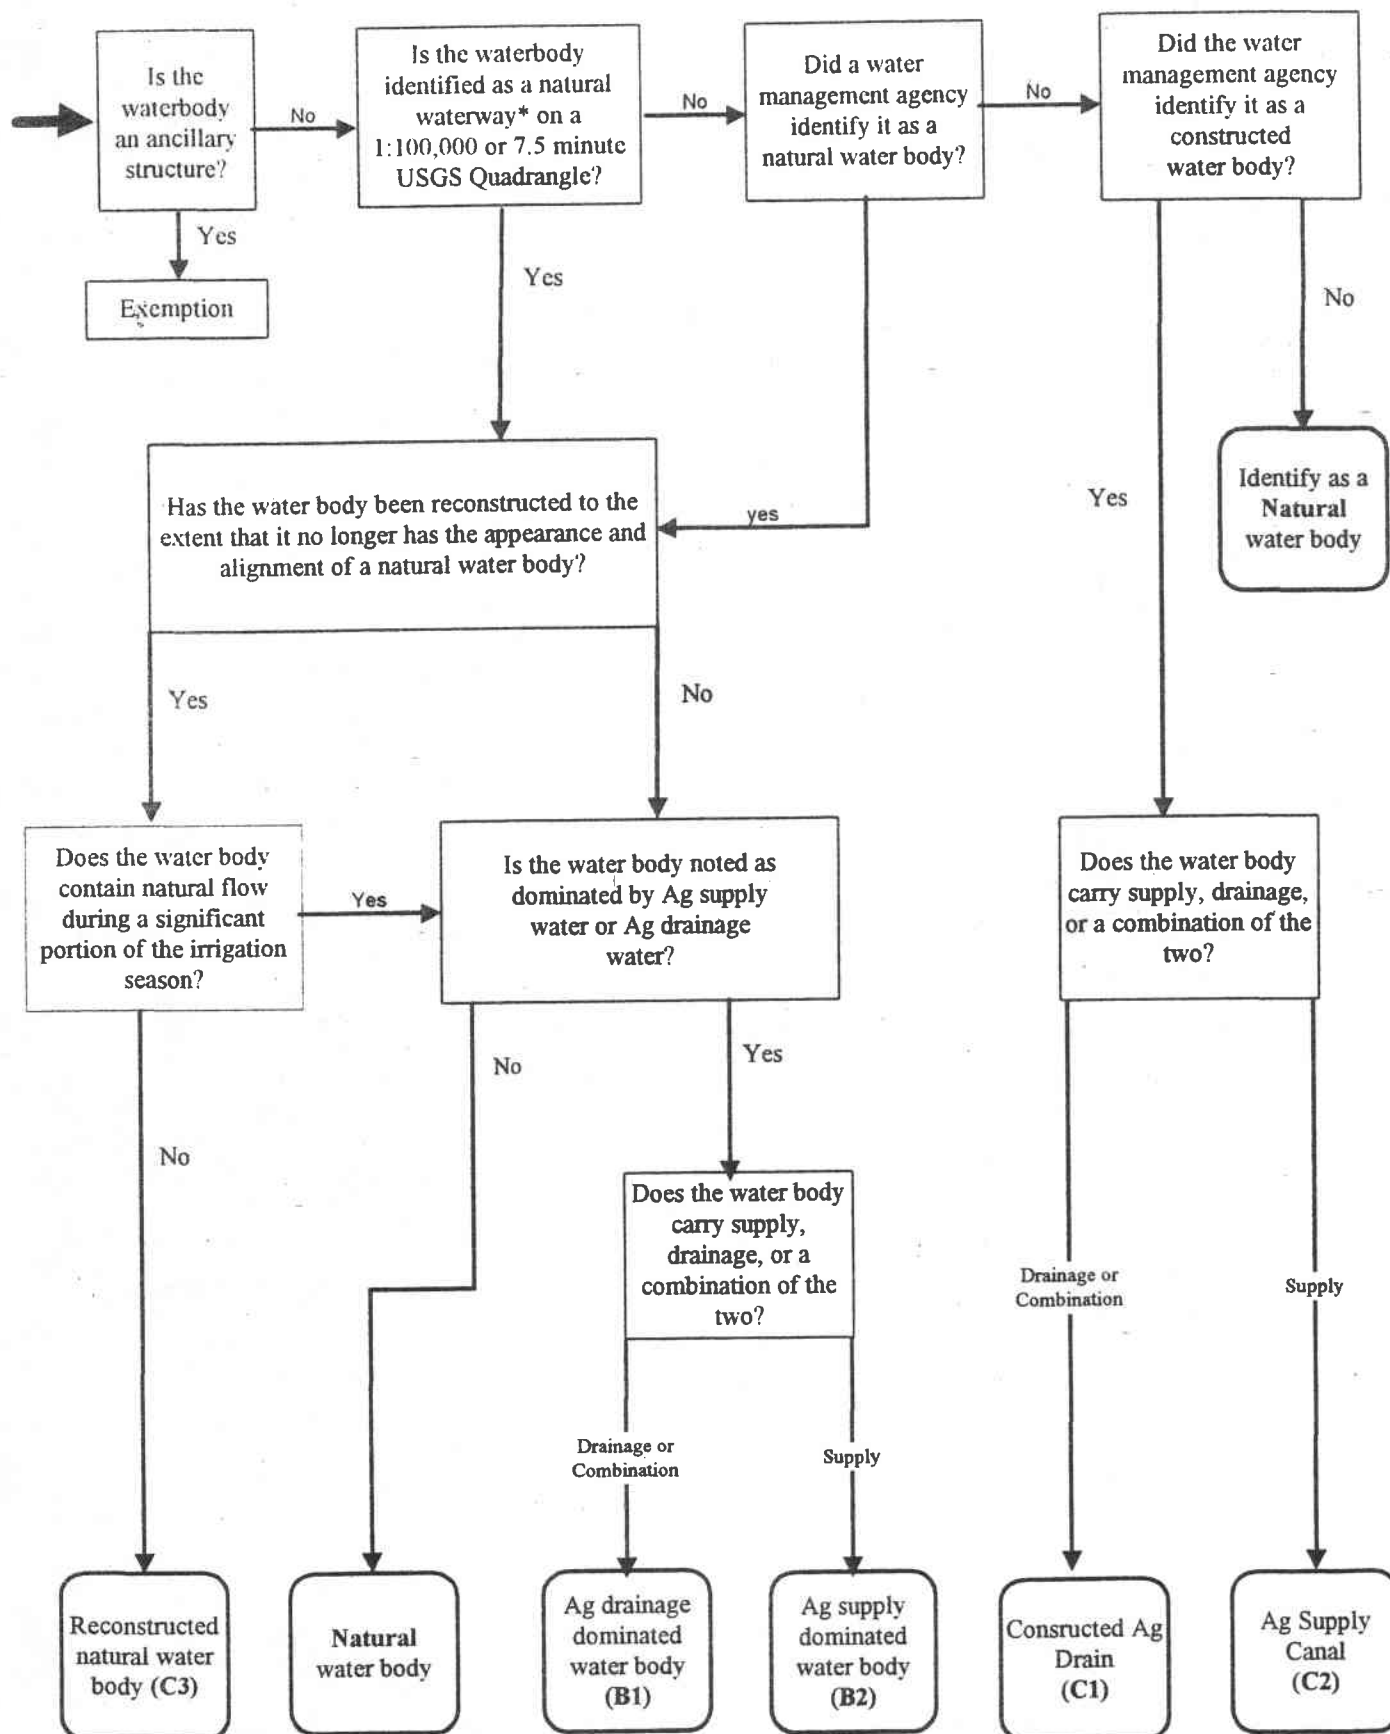 Is the
waterbody
an ancillary
structure?
No
Is the waterbody
identified as a natural
waterway* on a
1:100,000 or 7.5 minute
USGS Quadrangle?
No
Did a water
management agency
identify it as a
natural water body?
No
Did the water
management agency
identify it as a
constructed
water body?
Yes
Exemption
Yes
No
Yes
Identify as a
Natural
water body
Has the water body been reconstructed to the
extent that it no longer has the appearance and
alignment of a natural water body?
yes
Yes
No
Does the water body
contain natural flow
during a significant
portion of the irrigation
season?
Yes
Is the water body noted as
dominated by Ag supply
water or Ag drainage
water?
Does the water body
carry supply, drainage,
or a combination of the
two?
No
No
Yes
Does the water body
carry supply,
drainage, or a
combination of the
two?
Drainage or
Combination
Supply
Drainage or
Combination
Supply
Reconstructed
natural water
body (C3)
Natural
water body
Ag drainage
dominated
water body
(B1)
Ag supply
dominated
water body
(B2)
Consructed Ag
Drain
(C1)
Ag Supply
Canal
(C2)